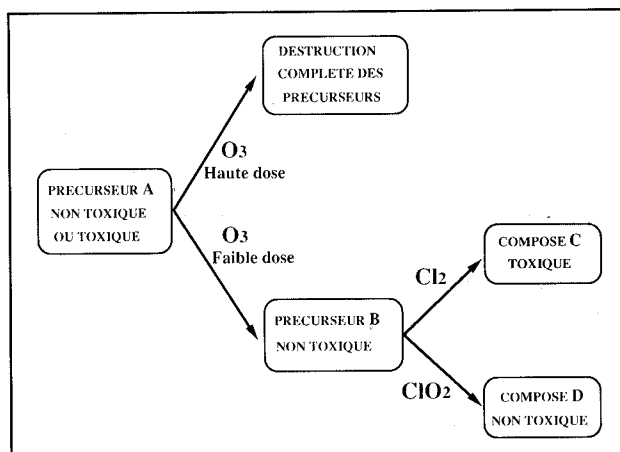 DESTRUCTION
COMPLETE DES
PRECURSEURS
O3
Haute dose
PRECURSEUR A
NON TOXIQUE
OU TOXIQUE
O3
Faible dose
COMPOSE C
TOXIQUE
Cl2
PRECURSEUR B
NON TOXIQUE
ClO2
COMPOSE D
NON TOXIQUE